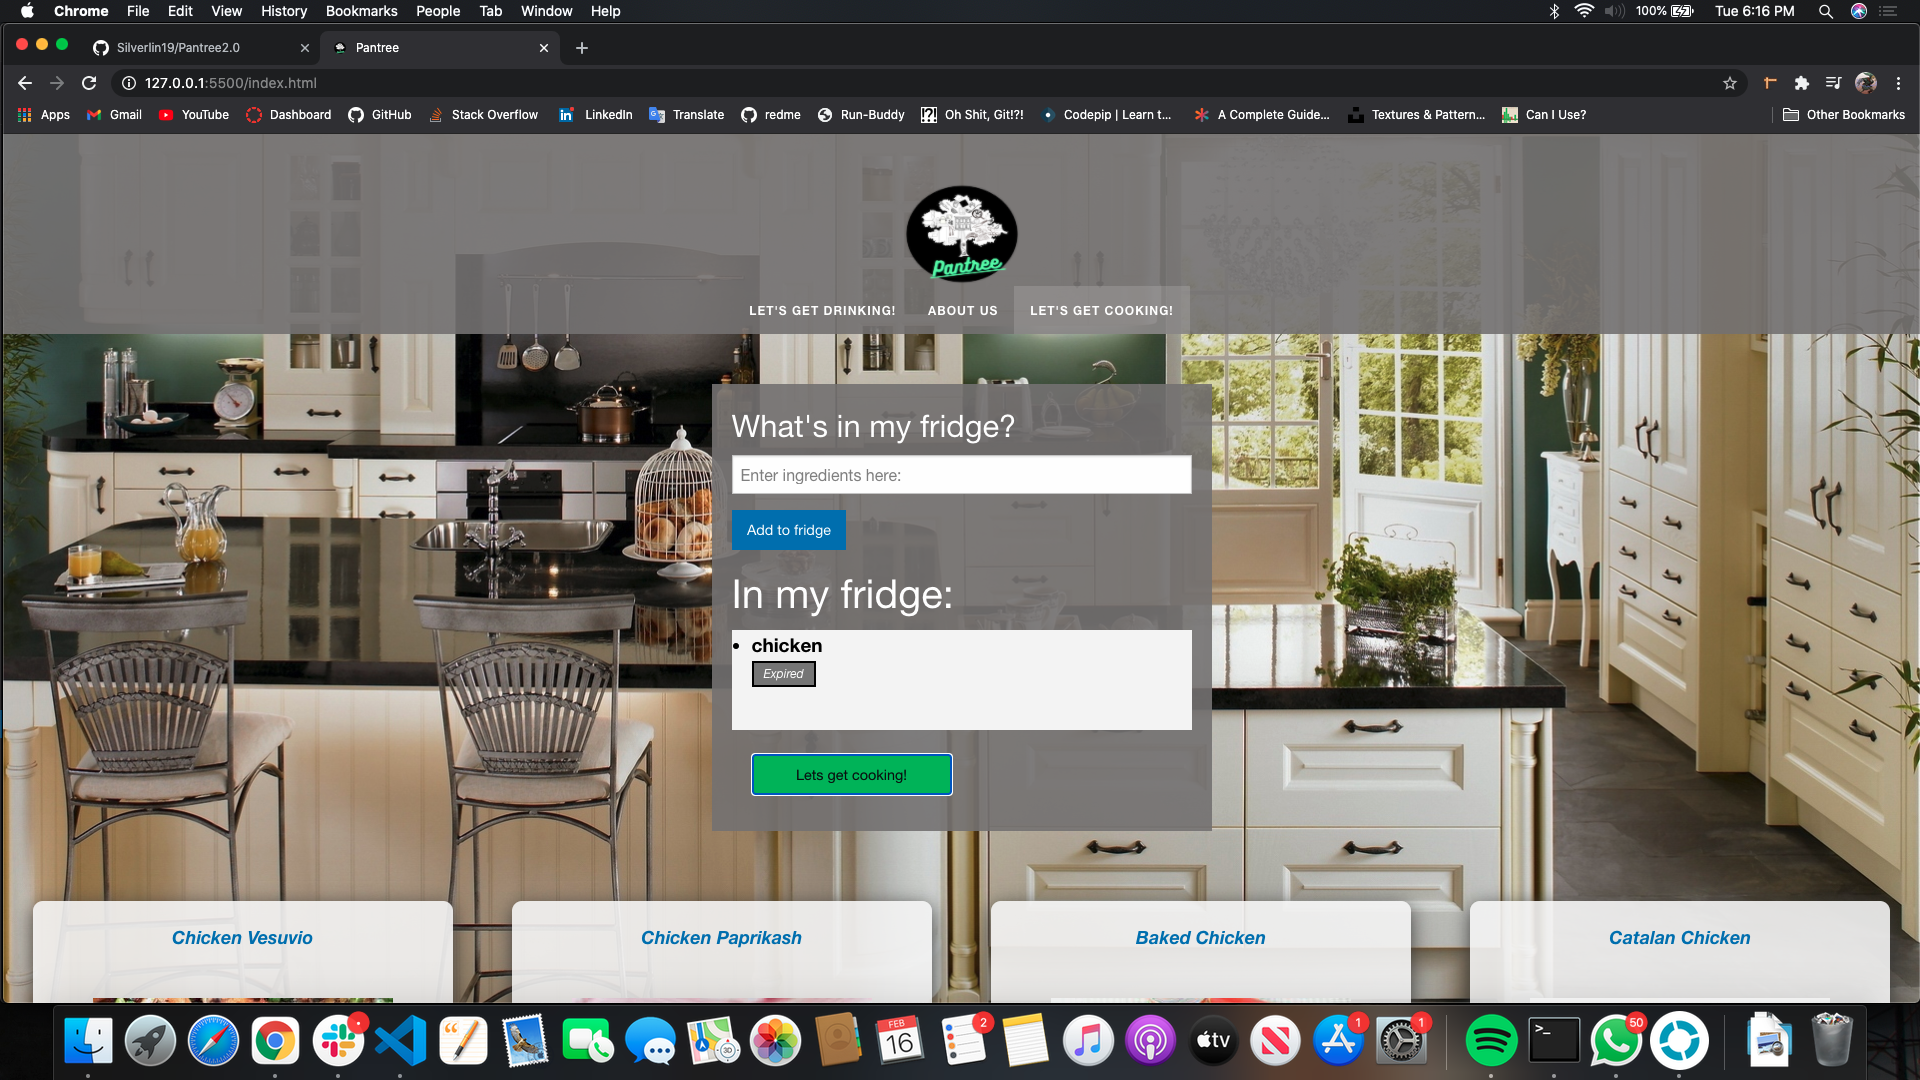 Chrome File Edit View History Bookmarks People Tab Window Help 100% Tue 6:16 PM
Silverlin19/Pantree2.0 Pantree
127.0.0.1:5500/index.html
Apps Gmail YouTube Dashboard GitHub Stack Overflow LinkedIn Translate redme Run-Buddy Oh Shit, Git!?! Codepip | Learn t... A Complete Guide... Textures & Pattern... Can I Use? Other Bookmarks
Pantree
LET'S GET DRINKING! ABOUT US LET'S GET COOKING!
What's in my fridge?
Enter ingredients here:
Add to fridge
In my fridge:
• chicken
Expired
Lets get cooking!
Chicken Vesuvio Chicken Paprikash Baked Chicken Catalan Chicken
FEB
16
3D
2
tv
1
1
>_
50